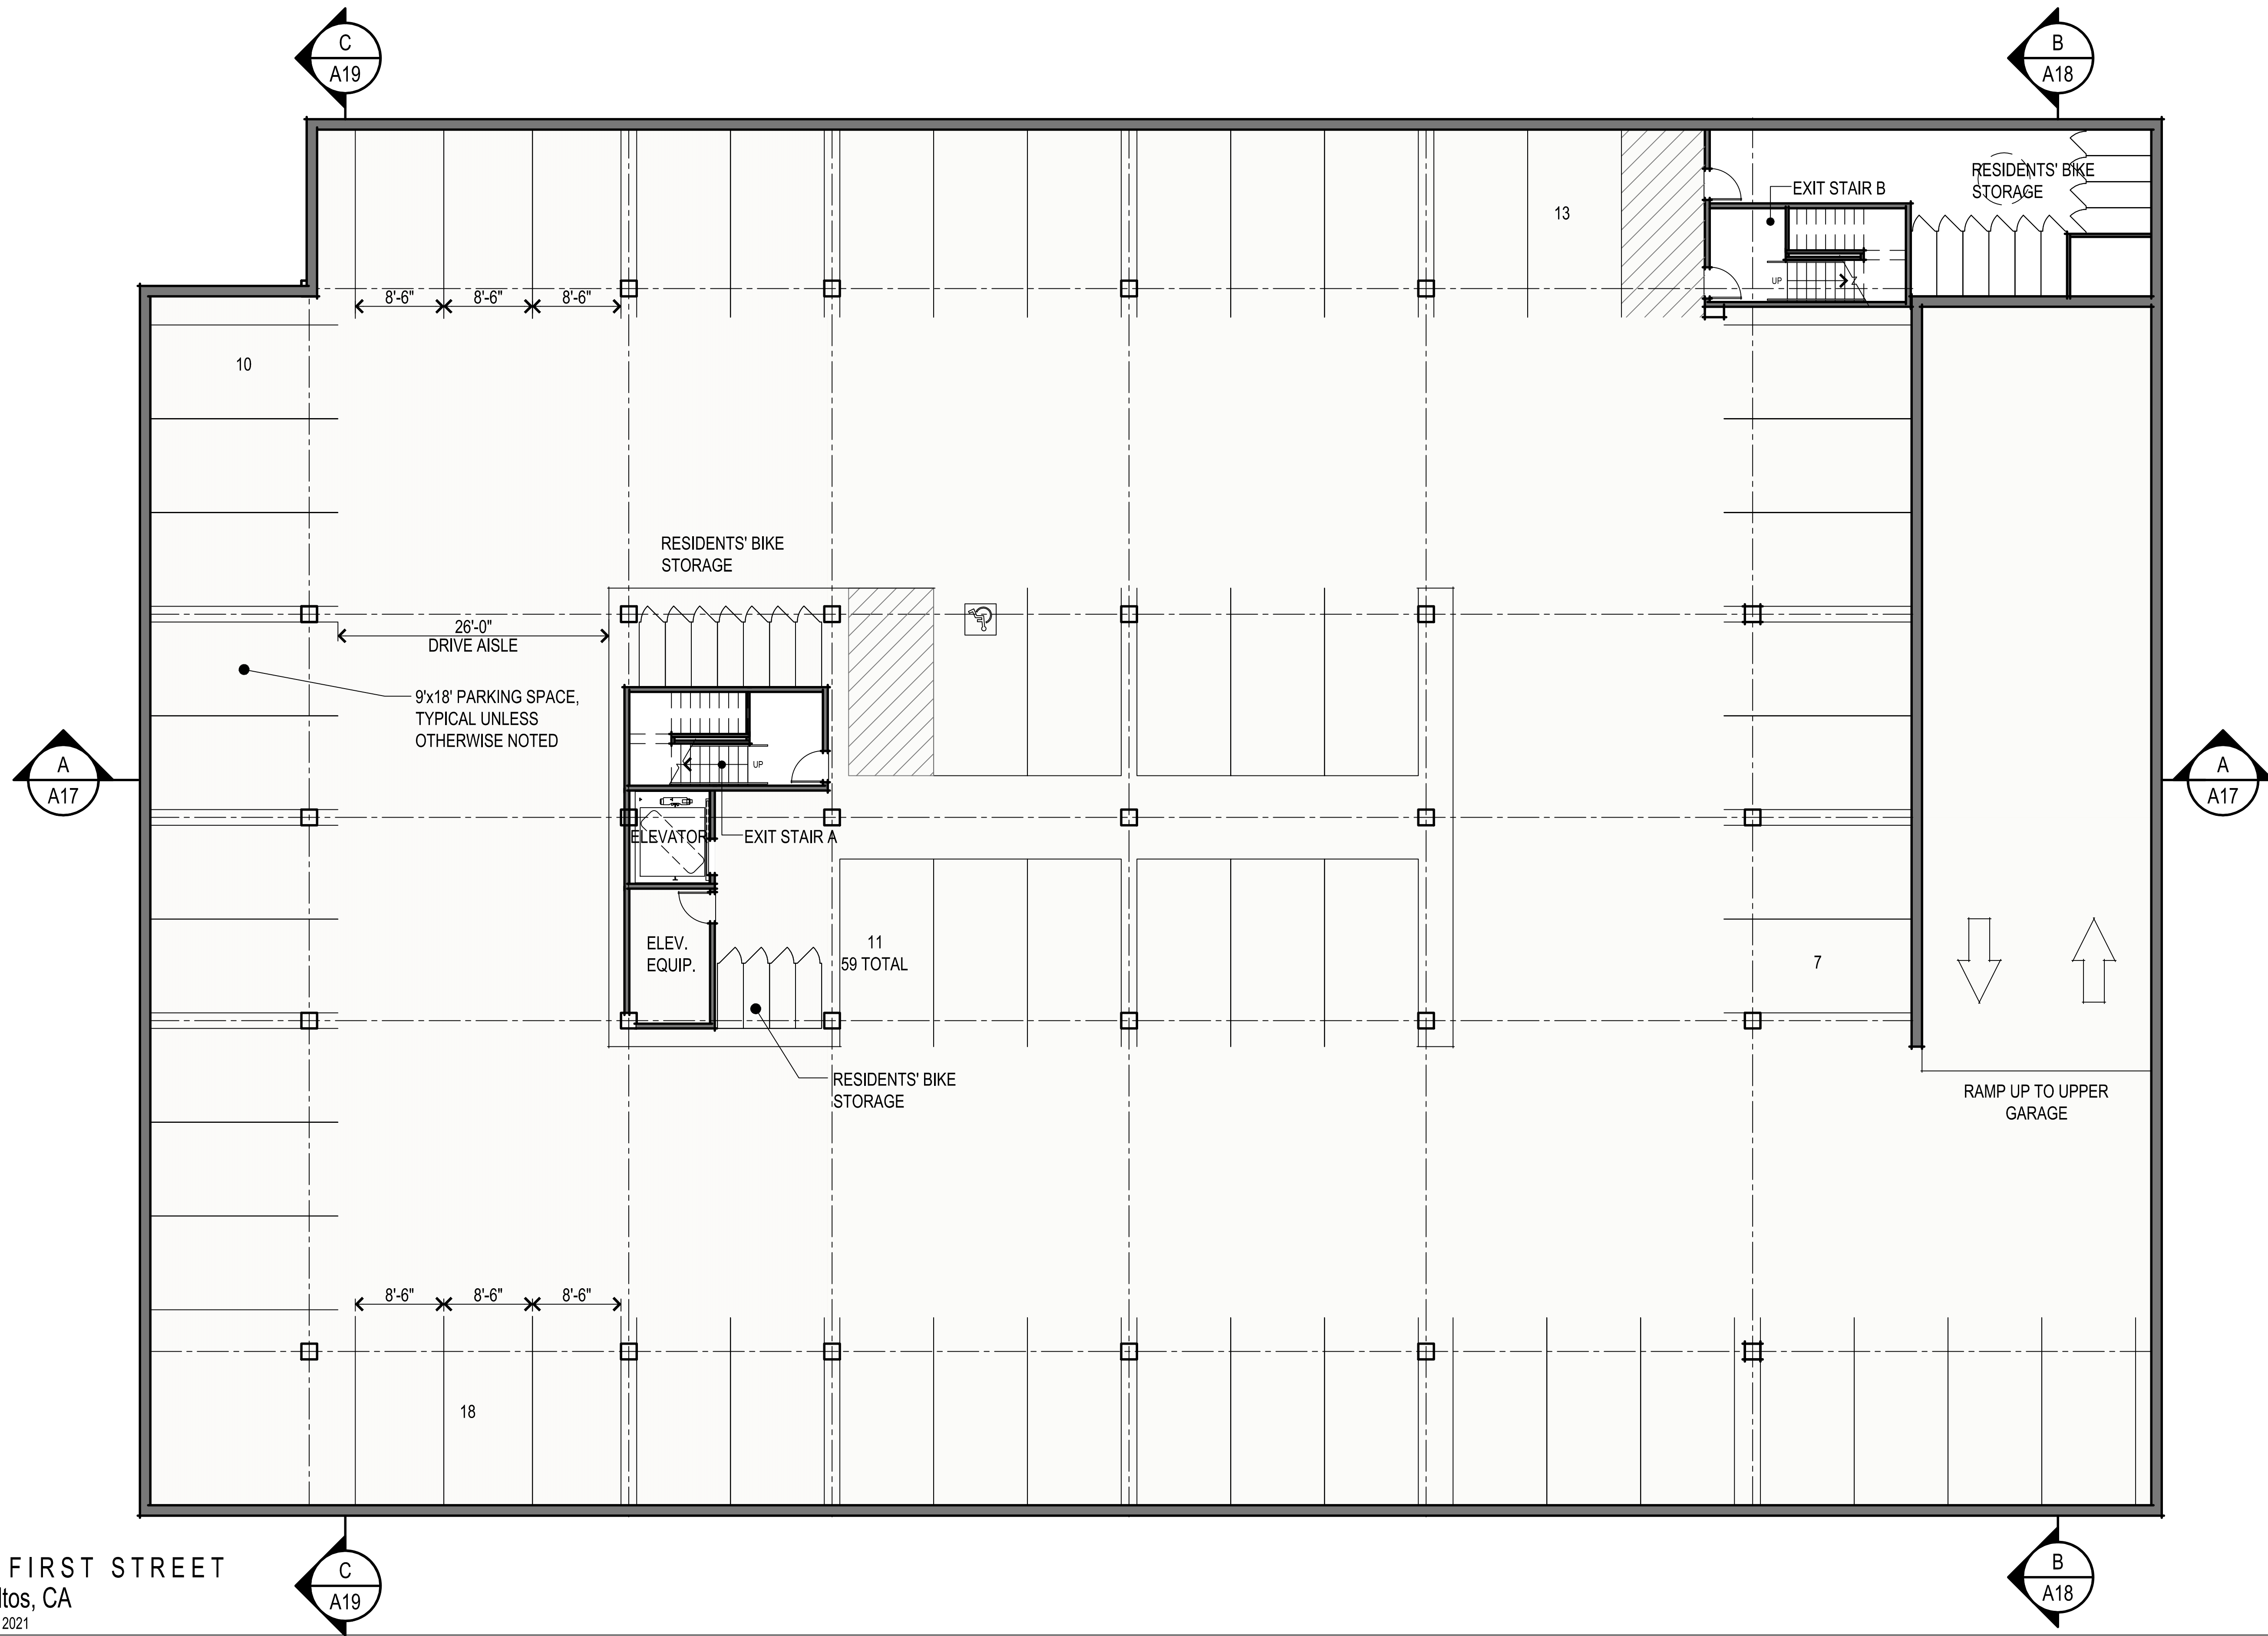 C
A19
B
A18
RESIDENTS' BIKE
STORAGE
EXIT STAIR B
13
UP
8'-6" 8'-6" 8'-6"
10
RESIDENTS' BIKE
STORAGE
26'-0"
DRIVE AISLE
9'x18' PARKING SPACE,
TYPICAL UNLESS
OTHERWISE NOTED
A
A17
UP
A
A17
ELEVATOR
EXIT STAIR A
ELEV.
EQUIP.
11
59 TOTAL
7
RESIDENTS' BIKE
STORAGE
RAMP UP TO UPPER
GARAGE
8'-6" 8'-6" 8'-6"
18
FIRST STREET
ltos, CA
2021
C
A19
B
A18